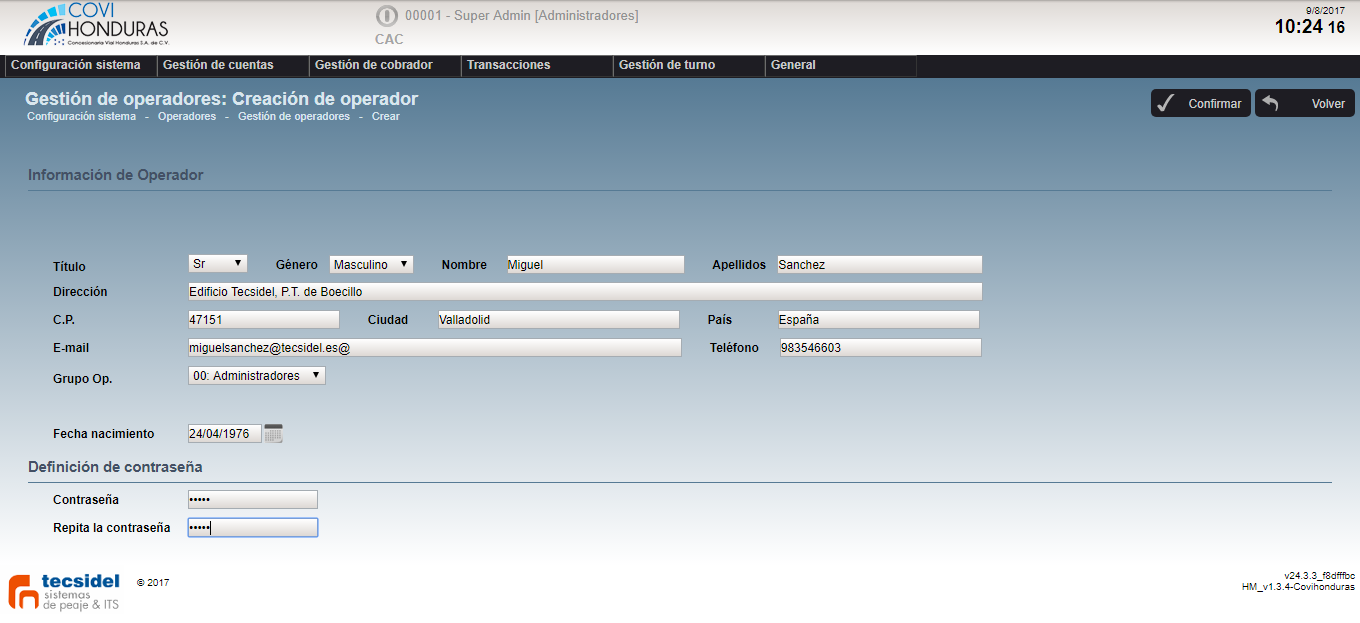 COVI
HONDURAS
Concesionaria Vial Honduras S.A. de C.V.
00001 - Super Admin [Administradores]
CAC
9/8/2017
10:24 16
Configuración sistema Gestión de cuentas Gestión de cobrador Transacciones Gestión de turno General
Gestión de operadores: Creación de operador
Configuración sistema - Operadores - Gestión de operadores - Crear
Confirmar Volver
Información de Operador
Título Sr Género Masculino Nombre Miguel Apellidos Sanchez
Dirección Edificio Tecsidel, P.T. de Boecillo
C.P. 47151 Ciudad Valladolid País España
E-mail miguelsanchez@tecsidel.es@ Teléfono 983546603
Grupo Op. 00: Administradores
Fecha nacimiento 24/04/1976
Definición de contraseña
Contraseña •••••
Repita la contraseña •••••
tecsidel © 2017
sistemas
de peaje & ITS
v24.3.3_f8dfffbc
HM_v1.3.4-Covihonduras